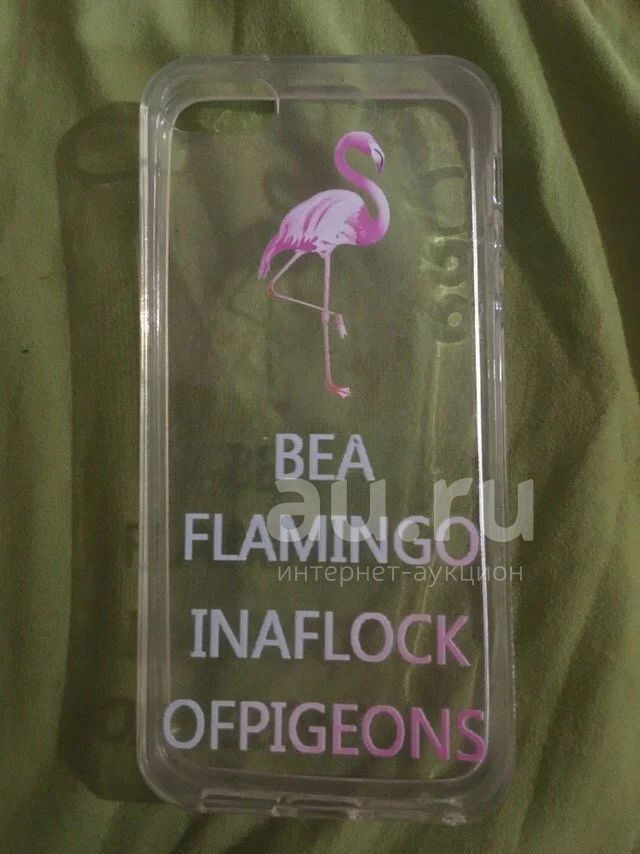 BEA
au.ru
FLAMINGO
интернет-аукцион
INAFLOCK
OFPIGEONS